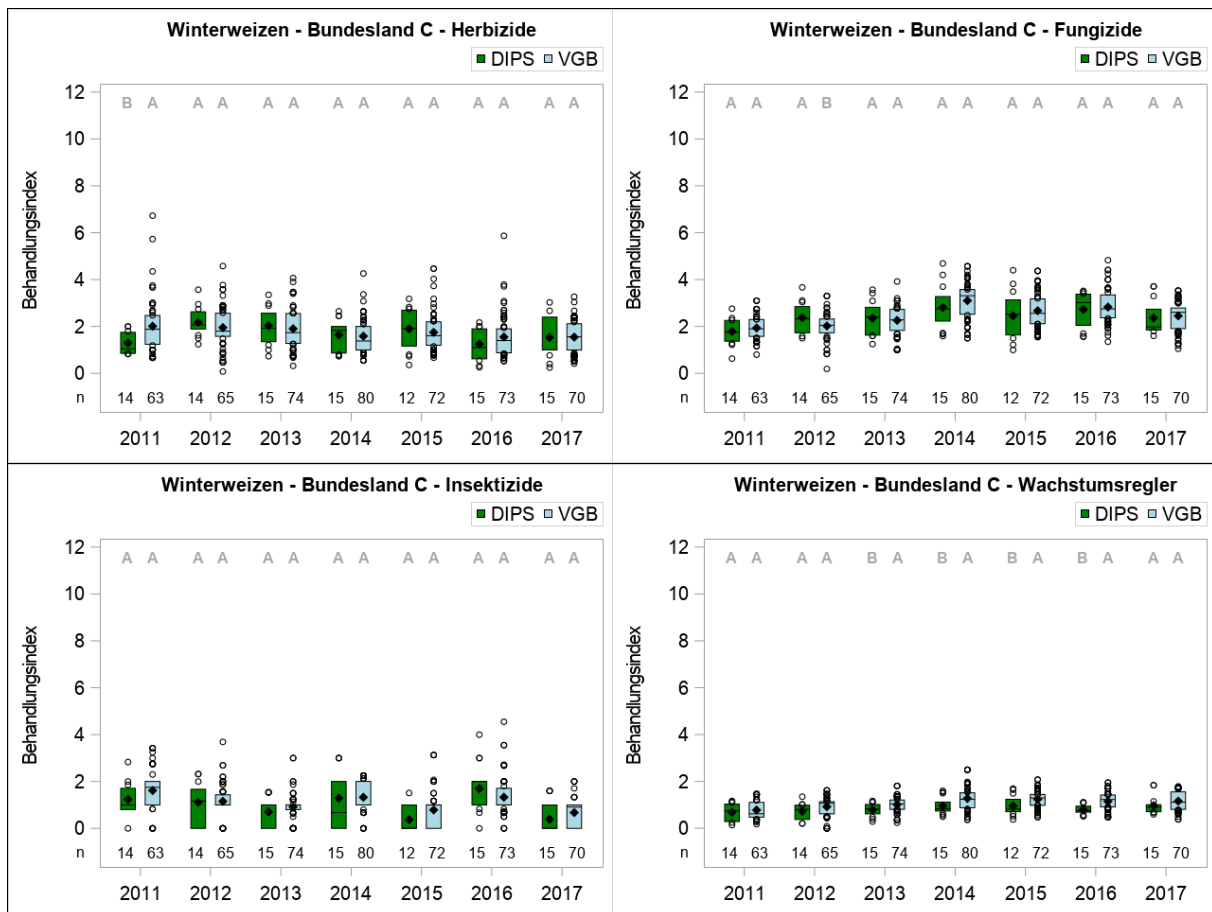 Winterweizen - Bundesland C - Herbizide
DIPS VGB
12
10
8
6
4
2
0
Behandlungsindex
B A A A A A A A A A A A A A
n 14 63 14 65 15 74 15 80 12 72 15 73 15 70
2011 2012 2013 2014 2015 2016 2017
Winterweizen - Bundesland C - Fungizide
DIPS VGB
12
10
8
6
4
2
0
Behandlungsindex
A A A B A A A A A A A A A A
n 14 63 14 65 15 74 15 80 12 72 15 73 15 70
2011 2012 2013 2014 2015 2016 2017
Winterweizen - Bundesland C - Insektizide
DIPS VGB
12
10
8
6
4
2
0
Behandlungsindex
A A A A A A A A A A A A A A
n 14 63 14 65 15 74 15 80 12 72 15 73 15 70
2011 2012 2013 2014 2015 2016 2017
Winterweizen - Bundesland C - Wachstumsregler
DIPS VGB
12
10
8
6
4
2
0
Behandlungsindex
A A A A B A B A B A B A A A
n 14 63 14 65 15 74 15 80 12 72 15 73 15 70
2011 2012 2013 2014 2015 2016 2017